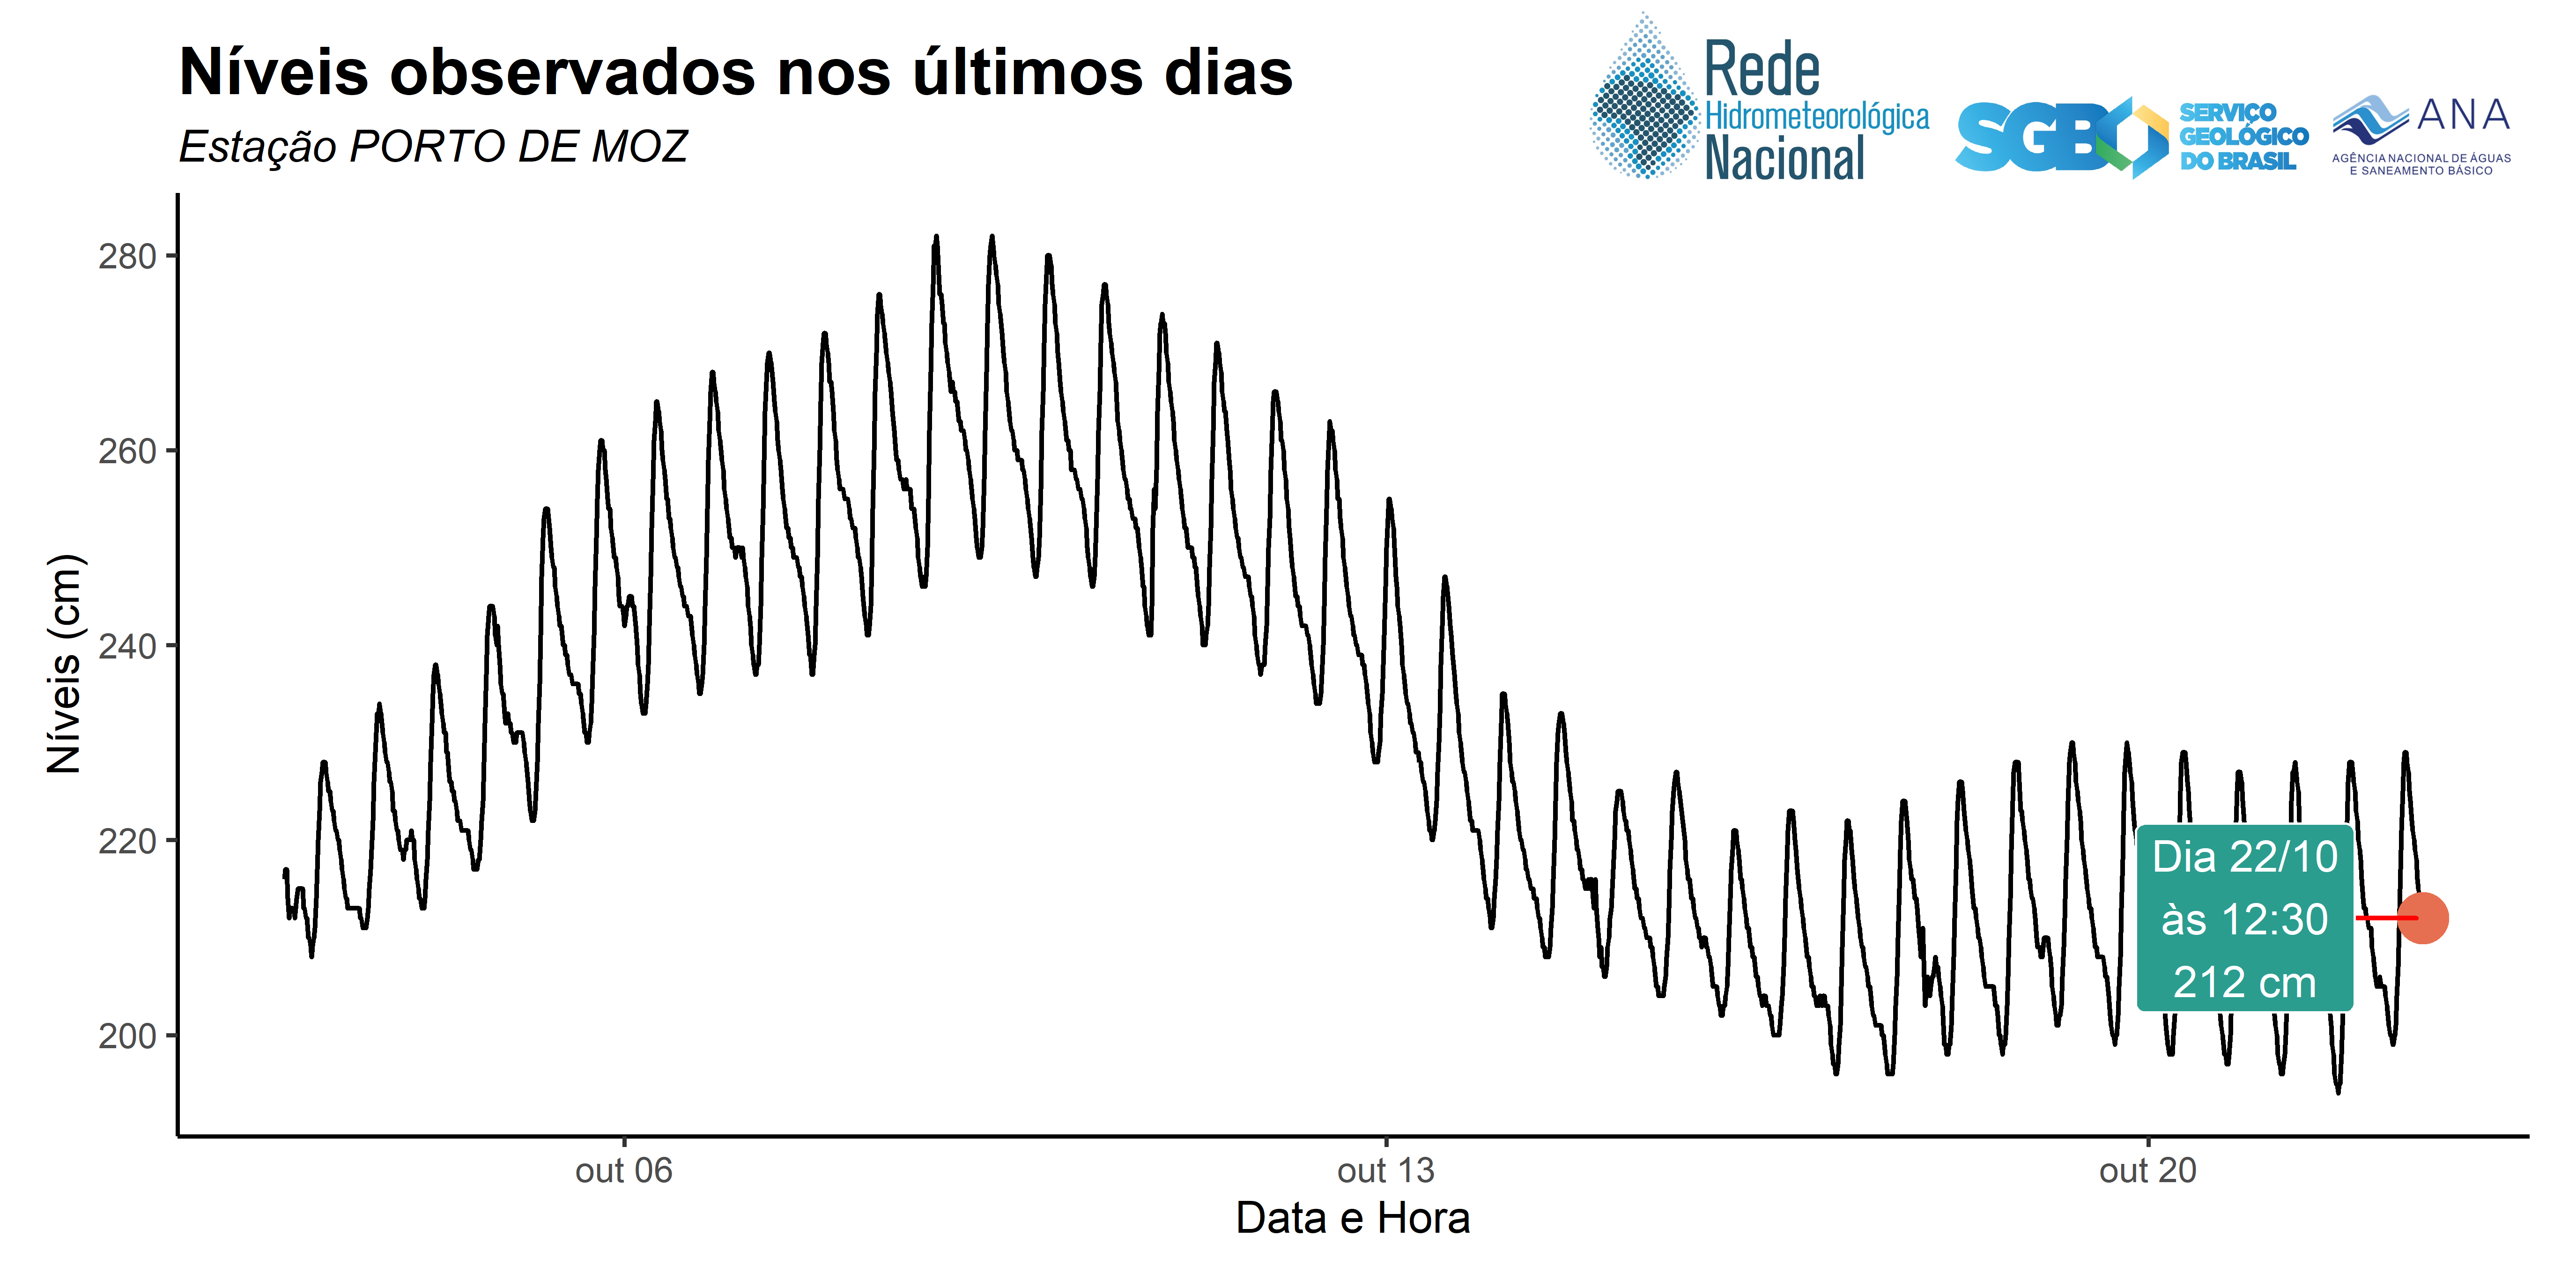 Níveis observados nos últimos dias
Estação PORTO DE MOZ
Rede
Hidrometeorológica
Nacional
SGB
SERVIÇO
GEOLÓGICO
DO BRASIL
ANA
AGÊNCIA NACIONAL DE ÁGUAS
E SANEAMENTO BÁSICO
Níveis (cm)
280
260
240
220
200
Dia 22/10
às 12:30
212 cm
out 06
out 13
out 20
Data e Hora